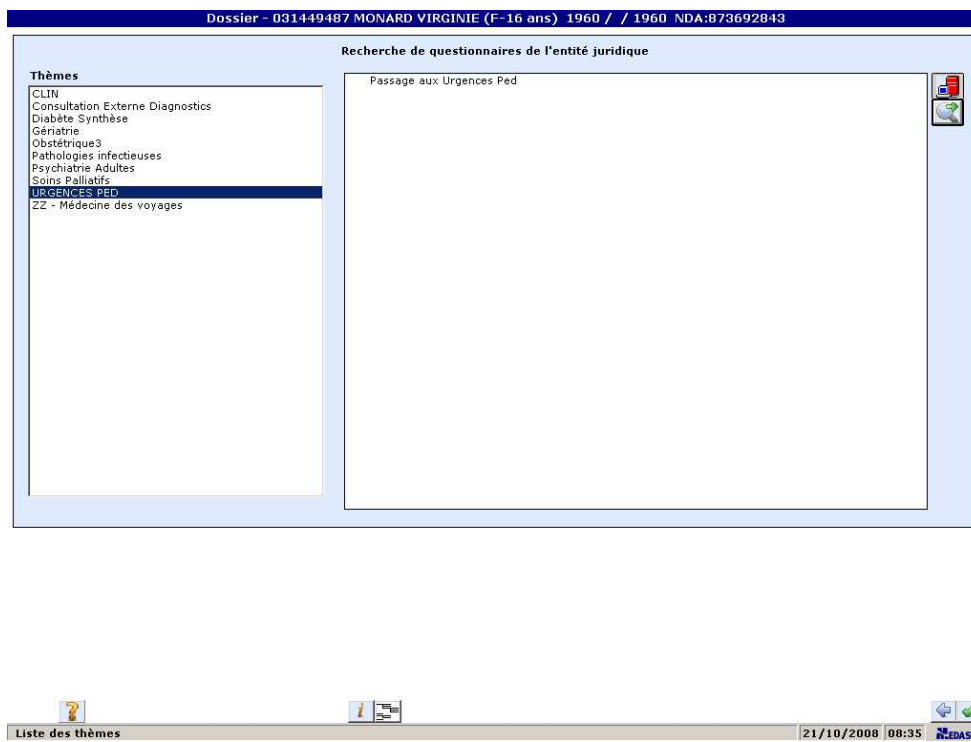 Dossier - 031449487 MONARD VIRGINIE (F-16 ans) 1960 / / 1960 NDA:873692843
Recherche de questionnaires de l'entité juridique
Thèmes
CLIN
Consultation Externe Diagnostics
Diabète Synthèse
Gériatrie
Obstétrique3
Pathologies infectieuses
Psychiatrie Adultes
Soins Palliatifs
URGENCES PED
ZZ - Médecine des voyages
Passage aux Urgences Ped
Liste des thèmes
21/10/2008 08:35
MEDAS